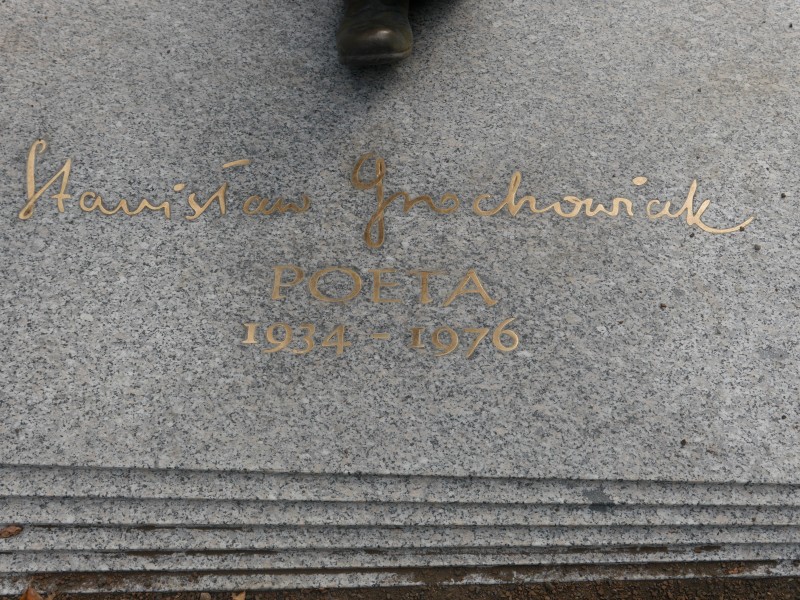 Stanisław Grochowiak
POETA
1934 - 1976